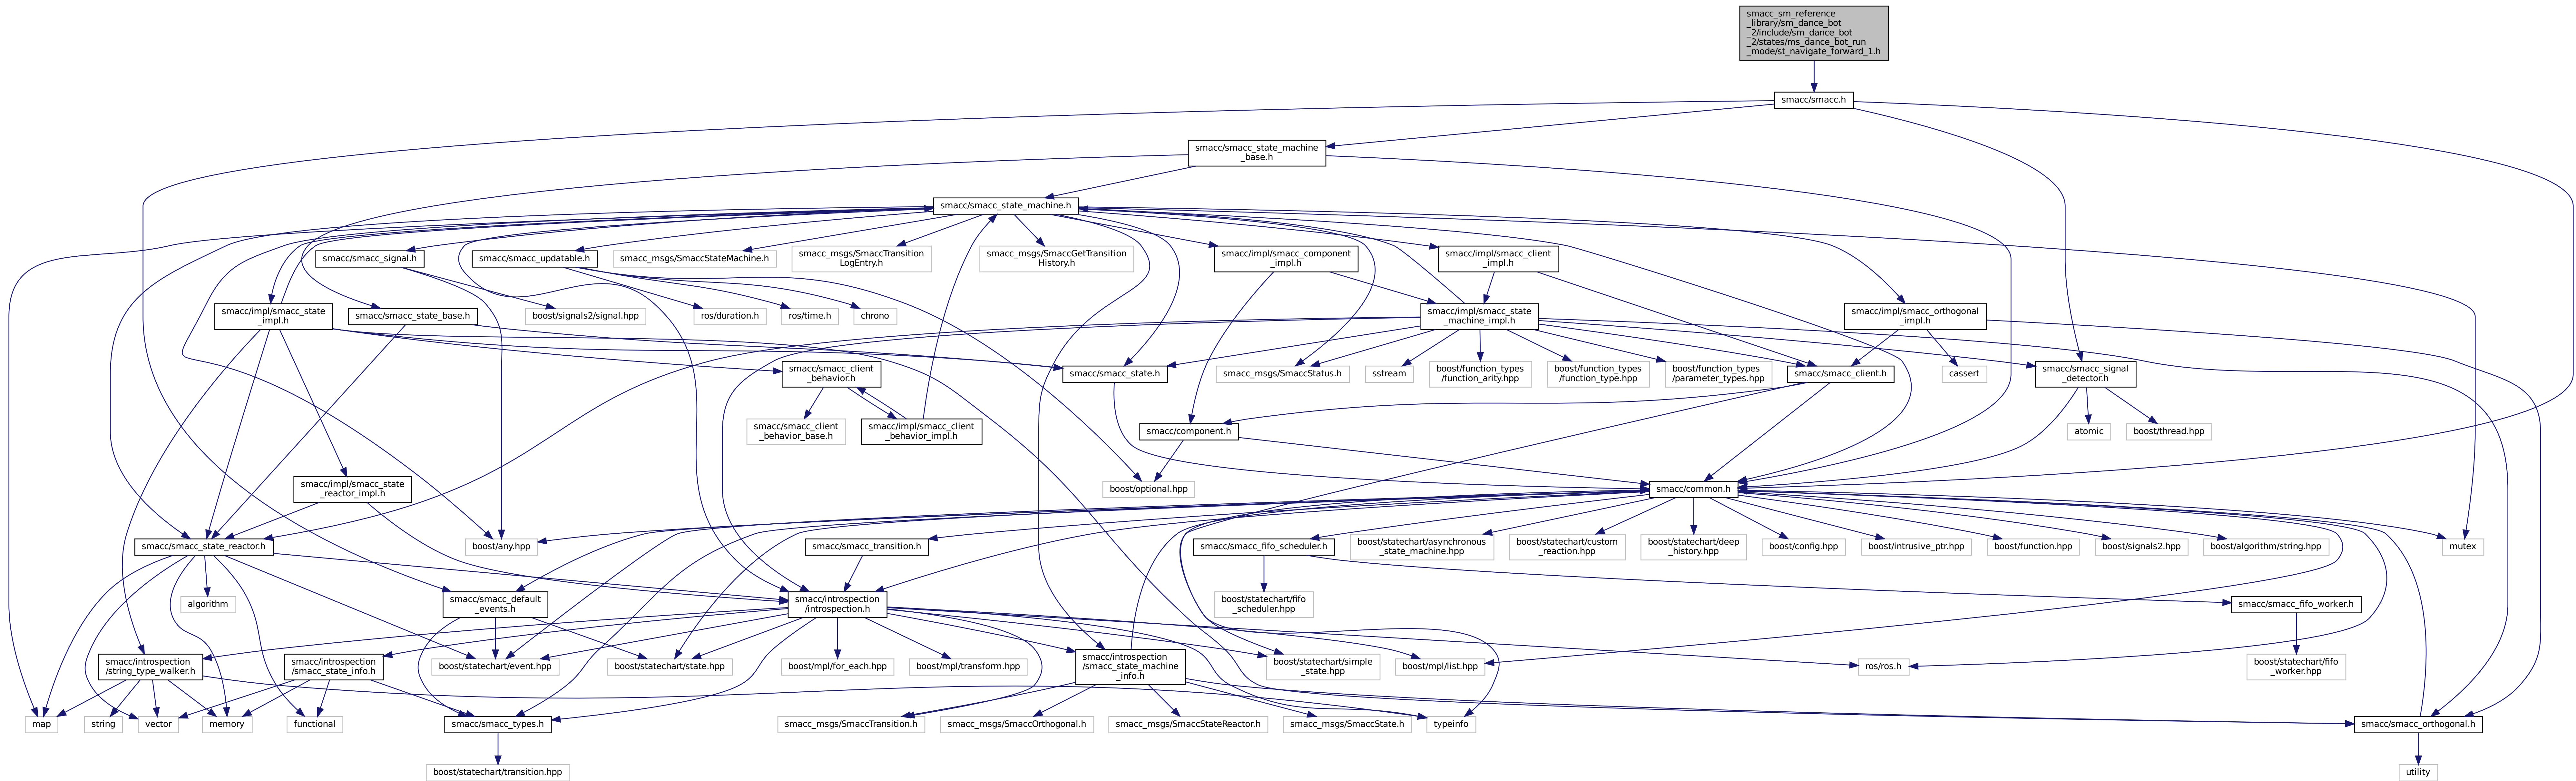 smacc_sm_reference
_library/sm_dance_bot
_2/include/sm_dance_bot
_2/states/ms_dance_bot_run
_mode/st_navigate_forward_1.h
smacc/smacc.h
smacc/smacc_state_machine
_base.h
smacc/smacc_state_machine.h
smacc/smacc_signal.h
smacc/smacc_updatable.h
smacc_msgs/SmaccStateMachine.h
smacc_msgs/SmaccTransition
LogEntry.h
smacc_msgs/SmaccGetTransition
History.h
smacc/impl/smacc_component
_impl.h
smacc/impl/smacc_client
_impl.h
smacc/impl/smacc_state
_impl.h
smacc/smacc_state_base.h
boost/signals2/signal.hpp
ros/duration.h
ros/time.h
chrono
smacc/impl/smacc_state
_machine_impl.h
smacc/impl/smacc_orthogonal
_impl.h
smacc/smacc_client
_behavior.h
smacc/smacc_state.h
smacc_msgs/SmaccStatus.h
sstream
boost/function_types
/function_arity.hpp
boost/function_types
/function_type.hpp
boost/function_types
/parameter_types.hpp
smacc/smacc_client.h
cassert
smacc/smacc_signal
_detector.h
smacc/smacc_client
_behavior_base.h
smacc/impl/smacc_client
_behavior_impl.h
smacc/component.h
atomic
boost/thread.hpp
smacc/impl/smacc_state
_reactor_impl.h
boost/optional.hpp
smacc/common.h
smacc/smacc_state_reactor.h
boost/any.hpp
smacc/smacc_transition.h
smacc/smacc_fifo_scheduler.h
boost/statechart/asynchronous
_state_machine.hpp
boost/statechart/custom
_reaction.hpp
boost/statechart/deep
_history.hpp
boost/config.hpp
boost/intrusive_ptr.hpp
boost/function.hpp
boost/signals2.hpp
boost/algorithm/string.hpp
mutex
algorithm
smacc/smacc_default
_events.h
smacc/introspection
/introspection.h
boost/statechart/fifo
_scheduler.hpp
smacc/smacc_fifo_worker.h
smacc/introspection
/string_type_walker.h
smacc/introspection
/smacc_state_info.h
boost/statechart/event.hpp
boost/statechart/state.hpp
boost/mpl/for_each.hpp
boost/mpl/transform.hpp
smacc/introspection
/smacc_state_machine
_info.h
boost/statechart/simple
_state.hpp
boost/mpl/list.hpp
ros/ros.h
boost/statechart/fifo
_worker.hpp
map
string
vector
memory
functional
smacc/smacc_types.h
smacc_msgs/SmaccTransition.h
smacc_msgs/SmaccOrthogonal.h
smacc_msgs/SmaccStateReactor.h
smacc_msgs/SmaccState.h
typeinfo
smacc/smacc_orthogonal.h
boost/statechart/transition.hpp
utility